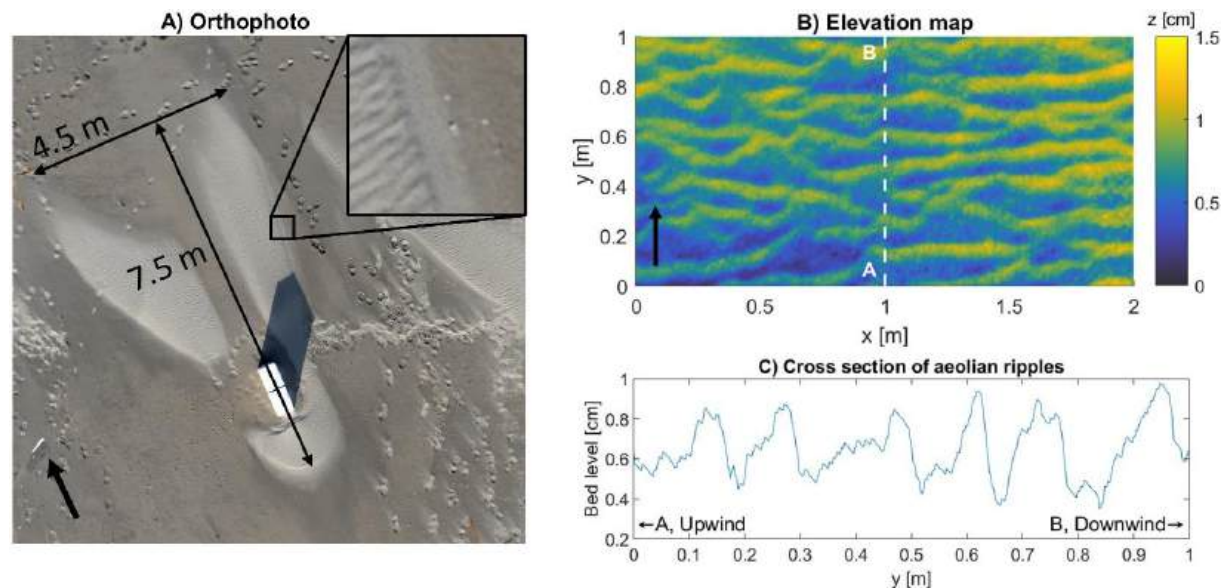 A) Orthophoto
4.5 m
7.5 m
B) Elevation map
z [cm]
1
0.8
0.6
0.4
0.2
0
y [m]
B
A
0
0.5
1
1.5
2
x [m]
1.5
1
0.5
0
C) Cross section of aeolian ripples
1
0.8
0.6
0.4
0.2
Bed level [cm]
←A, Upwind
B, Downwind→
0
0.1
0.2
0.3
0.4
0.5
0.6
0.7
0.8
0.9
1
y [m]